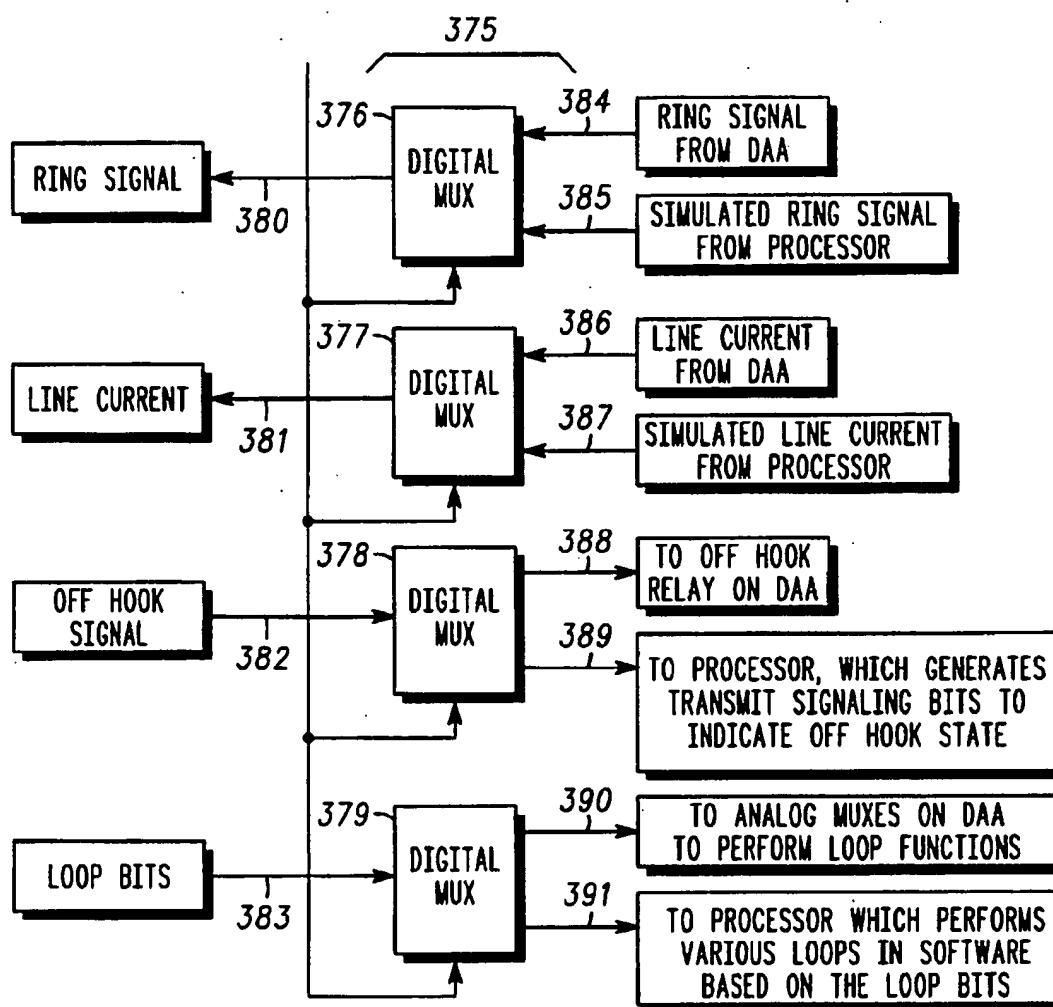 375
376
DIGITAL
MUX
384
RING SIGNAL
FROM DAA
RING SIGNAL
380
385
SIMULATED RING SIGNAL
FROM PROCESSOR
377
DIGITAL
MUX
386
LINE CURRENT
FROM DAA
LINE CURRENT
381
387
SIMULATED LINE CURRENT
FROM PROCESSOR
378
DIGITAL
MUX
388
TO OFF HOOK
RELAY ON DAA
OFF HOOK
SIGNAL
382
389
TO PROCESSOR, WHICH GENERATES
TRANSMIT SIGNALING BITS TO
INDICATE OFF HOOK STATE
379
DIGITAL
MUX
390
TO ANALOG MUXES ON DAA
TO PERFORM LOOP FUNCTIONS
LOOP BITS
383
391
TO PROCESSOR WHICH PERFORMS
VARIOUS LOOPS IN SOFTWARE
BASED ON THE LOOP BITS